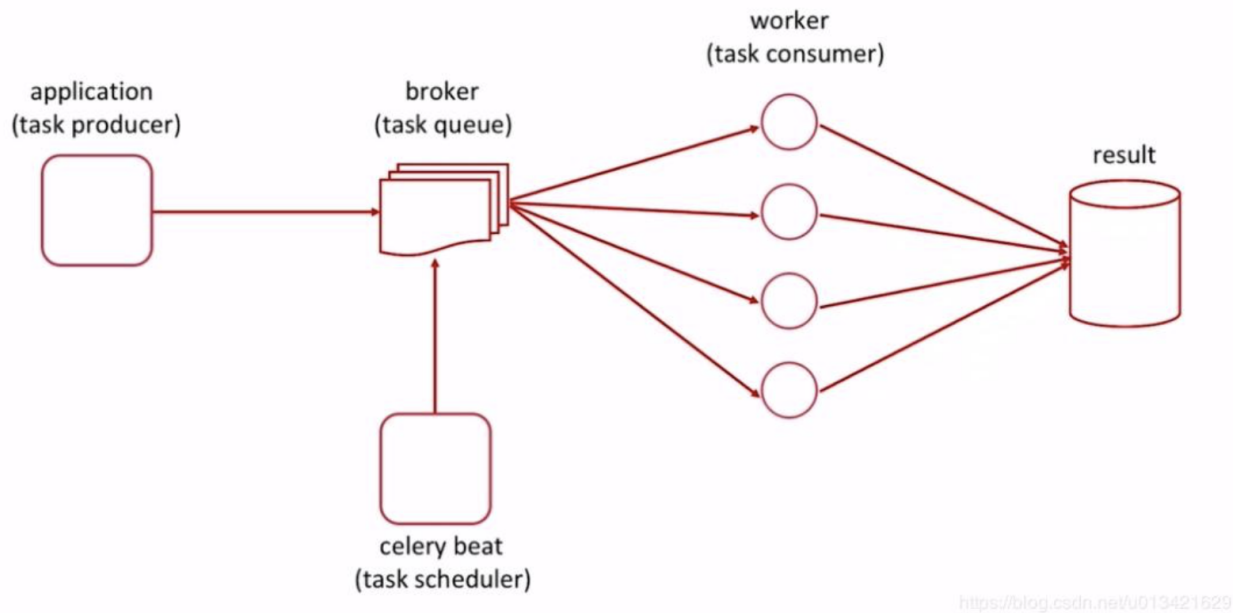 worker
(task consumer)
application
(task producer)
broker
(task queue)
result
celery beat
(task scheduler)
https://blog.csdn.net/u013421629